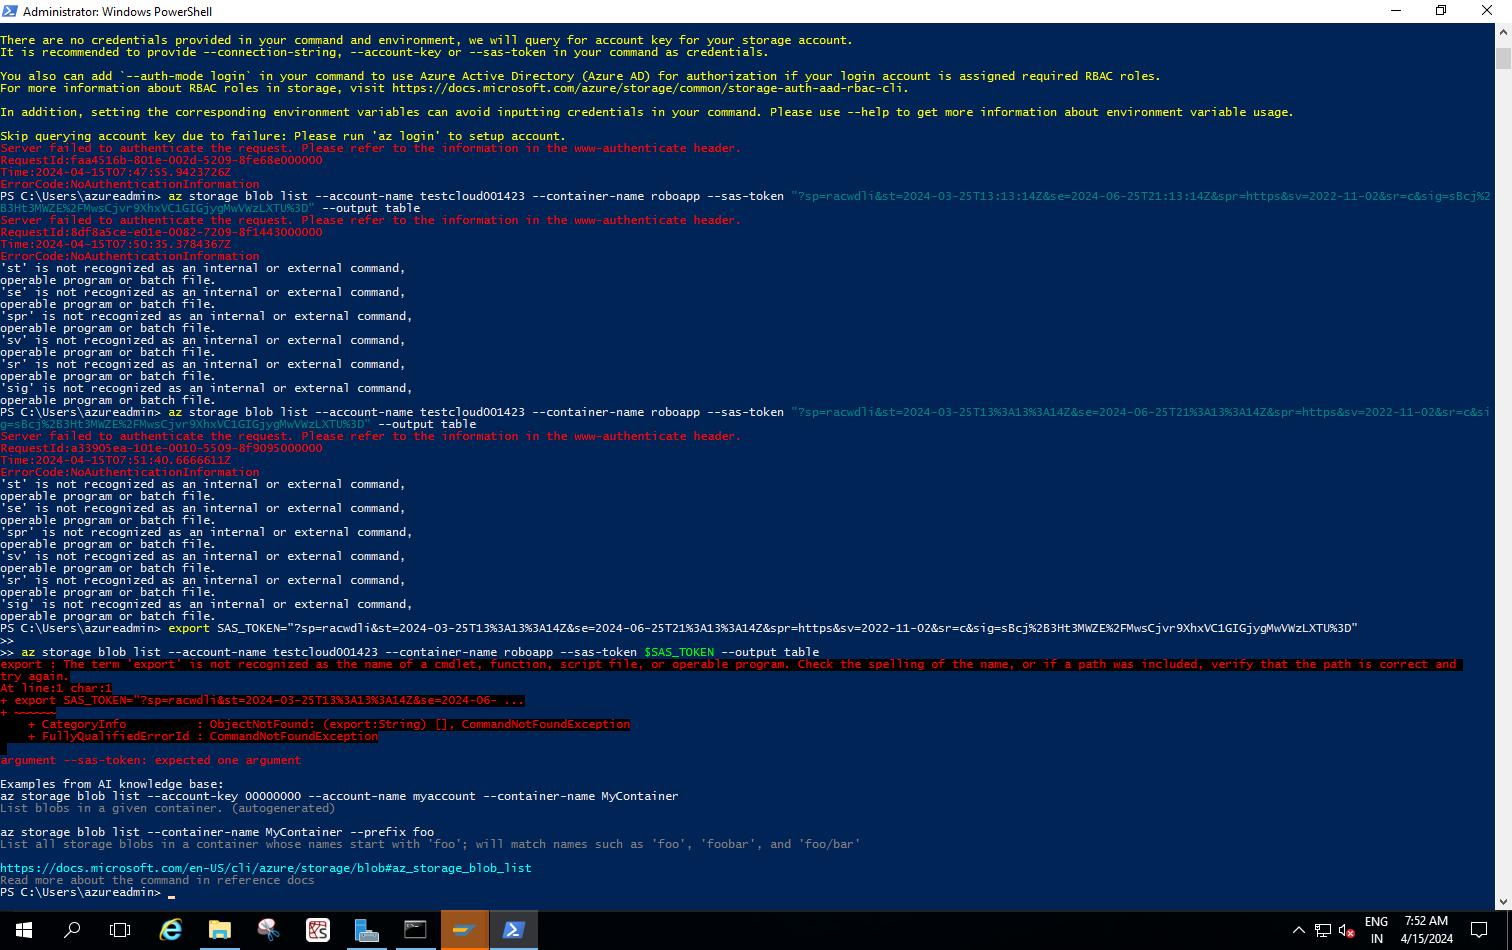 Administrator: Windows PowerShell
There are no credentials provided in your command and environment, we will query for account key for your storage account.
It is recommended to provide --connection-string, --account-key or --sas-token in your command as credentials.
You also can add `--auth-mode login` in your command to use Azure Active Directory (Azure AD) for authorization if your login account is assigned required RBAC roles.
For more information about RBAC roles in storage, visit https://docs.microsoft.com/azure/storage/common/storage-auth-aad-rbac-cli.
In addition, setting the corresponding environment variables can avoid inputting credentials in your command. Please use --help to get more information about environment variable usage.
Skip querying account key due to failure: Please run 'az login' to setup account.
Server failed to authenticate the request. Please refer to the information in the www-authenticate header.
RequestId:faa4516b-801e-002d-5209-8fe68e000000
Time:2024-04-15T07:47:55.9423726Z
ErrorCode:NoAuthenticationInformation
PS C:\Users\azureadmin> az storage blob list --account-name testcloud001423 --container-name roboapp --sas-token "?sp=racwdli&st=2024-03-25T13:13:14Z&se=2024-06-25T21:13:14Z&spr=https&sv=2022-11-02&sr=c&sig=sBcj%2
B3Ht3MWZE%2FMwsCjvr9XhxVC1GIGjygMwVWzLXTU%3D" --output table
Server failed to authenticate the request. Please refer to the information in the www-authenticate header.
RequestId:8df8a5ce-e01e-0082-7209-8f1443000000
Time:2024-04-15T07:50:35.3784367Z
ErrorCode:NoAuthenticationInformation
'st' is not recognized as an internal or external command,
operable program or batch file.
'se' is not recognized as an internal or external command,
operable program or batch file.
'spr' is not recognized as an internal or external command,
operable program or batch file.
'sv' is not recognized as an internal or external command,
operable program or batch file.
'sr' is not recognized as an internal or external command,
operable program or batch file.
'sig' is not recognized as an internal or external command,
operable program or batch file.
PS C:\Users\azureadmin> az storage blob list --account-name testcloud001423 --container-name roboapp --sas-token "?sp=racwdli&st=2024-03-25T13%3A13%3A14Z&se=2024-06-25T21%3A13%3A14Z&spr=https&sv=2022-11-02&sr=c&si
g=sBcj%2B3Ht3MWZE%2FMwsCjvr9XhxVC1GIGjygMwVWzLXTU%3D" --output table
Server failed to authenticate the request. Please refer to the information in the www-authenticate header.
RequestId:a33905ea-101e-0010-5509-8f9095000000
Time:2024-04-15T07:51:40.6666611Z
ErrorCode:NoAuthenticationInformation
'st' is not recognized as an internal or external command,
operable program or batch file.
'se' is not recognized as an internal or external command,
operable program or batch file.
'spr' is not recognized as an internal or external command,
operable program or batch file.
'sv' is not recognized as an internal or external command,
operable program or batch file.
'sr' is not recognized as an internal or external command,
operable program or batch file.
'sig' is not recognized as an internal or external command,
operable program or batch file.
PS C:\Users\azureadmin> export SAS_TOKEN="?sp=racwdli&st=2024-03-25T13%3A13%3A14Z&se=2024-06-25T21%3A13%3A14Z&spr=https&sv=2022-11-02&sr=c&sig=sBcj%2B3Ht3MWZE%2FMwsCjvr9XhxVC1GIGjygMwVWzLXTU%3D"
>>
>> az storage blob list --account-name testcloud001423 --container-name roboapp --sas-token $SAS_TOKEN --output table
export : The term 'export' is not recognized as the name of a cmdlet, function, script file, or operable program. Check the spelling of the name, or if a path was included, verify that the path is correct and
try again.
At line:1 char:1
+ export SAS_TOKEN="?sp=racwdli&st=2024-03-25T13%3A13%3A14Z&se=2024-06- ...
+ ~~~~~~
+ CategoryInfo : ObjectNotFound: (export:String) [], CommandNotFoundException
+ FullyQualifiedErrorId : CommandNotFoundException
argument --sas-token: expected one argument
Examples from AI knowledge base:
az storage blob list --account-key 00000000 --account-name myaccount --container-name MyContainer
List blobs in a given container. (autogenerated)
az storage blob list --container-name MyContainer --prefix foo
List all storage blobs in a container whose names start with 'foo'; will match names such as 'foo', 'foobar', and 'foo/bar'
https://docs.microsoft.com/en-US/cli/azure/storage/blob#az_storage_blob_list
Read more about the command in reference docs
PS C:\Users\azureadmin> _
ENG
IN
7:52 AM
4/15/2024